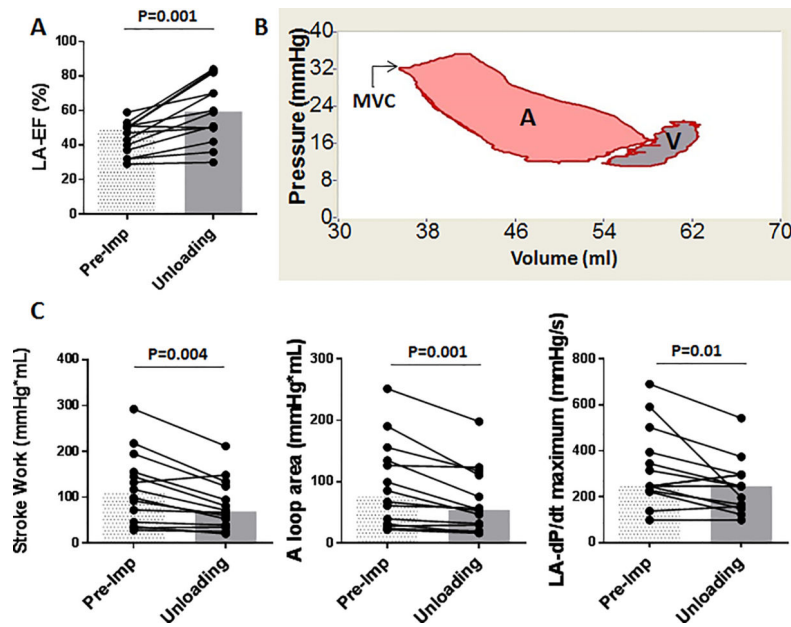 A
P=0.001
LA-EF (%)
100
80
60
40
20
0
Pre-Imp
Unloading
B
Pressure (mmHg)
40
32
24
16
8
0
MVC
A
V
30
38
46
54
62
70
Volume (ml)
C
P=0.004
Stroke Work (mmHg*mL)
400
300
200
100
0
Pre-Imp
Unloading
P=0.001
A loop area (mmHg*mL)
300
200
100
0
Pre-Imp
Unloading
P=0.01
LA-dP/dt maximum (mmHg/s)
800
600
400
200
0
Pre-Imp
Unloading